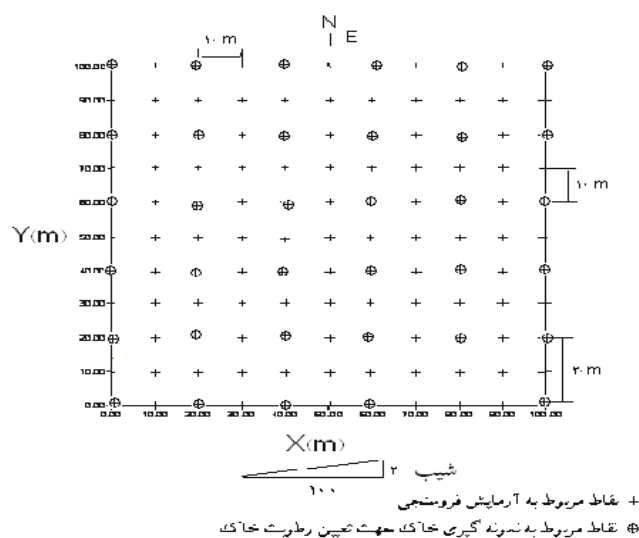 N
E
۱۰ m
100.00
90.00
80.00
70.00
60.00
50.00
40.00
30.00
20.00
10.00
0.00
Y(m)
۱۰ m
۲۰ m
0.00 10.00 20.00 30.00 40.00 50.00 60.00 70.00 80.00 90.00 100.00
X(m)
شیب
۲
۱۰۰
+ نقاط مربوط به آزمایش فروسنجی
⊕ نقاط مربوط به نمونه گیری خاک جهت تعیین رطوبت خاک